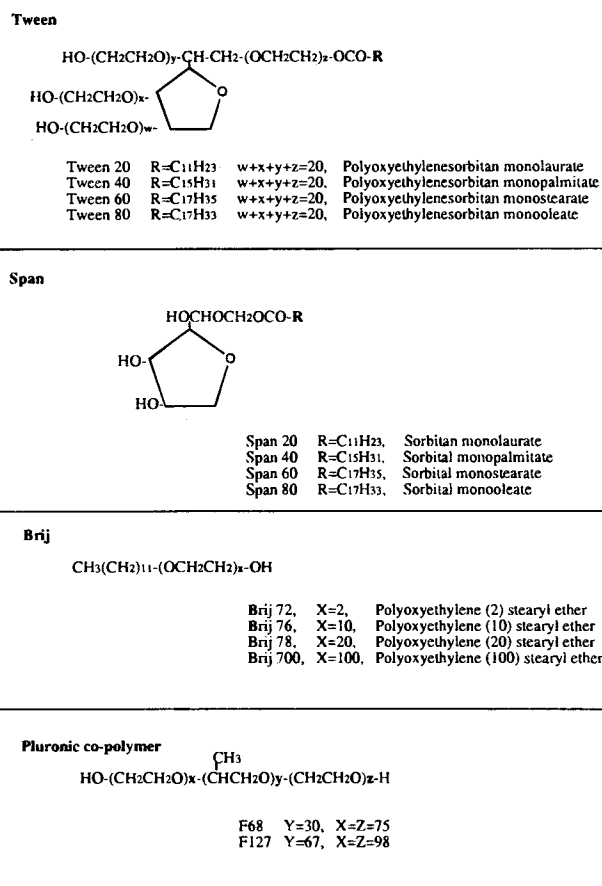 Tween
HO-(CH2CH2O)y-CH-CH2-(OCH2CH2)z-OCO-R
HO-(CH2CH2O)x-
O
HO-(CH2CH2O)w-
Tween 20 R=C11H23 w+x+y+z=20, Polyoxyethylenesorbitan monolaurate
Tween 40 R=C15H31 w+x+y+z=20, Polyoxyethylenesorbitan monopalmitate
Tween 60 R=C17H35 w+x+y+z=20, Polyoxyethylenesorbitan monostearate
Tween 80 R=C17H33 w+x+y+z=20, Polyoxyethylenesorbitan monooleate
Span
HOCHOCH2OCO-R
HO-
O
HO-
Span 20 R=C11H23, Sorbitan monolaurate
Span 40 R=C15H31, Sorbital monopalmitate
Span 60 R=C17H35, Sorbital monostearate
Span 80 R=C17H33, Sorbital monooleate
Brij
CH3(CH2)11-(OCH2CH2)x-OH
Brij 72, X=2, Polyoxyethylene (2) stearyl ether
Brij 76, X=10, Polyoxyethylene (10) stearyl ether
Brij 78, X=20, Polyoxyethylene (20) stearyl ether
Brij 700, X=100, Polyoxyethylene (100) stearyl ether
Pluronic co-polymer
CH3
HO-(CH2CH2O)x-(CHCH2O)y-(CH2CH2O)z-H
F68 Y=30, X=Z=75
F127 Y=67, X=Z=98